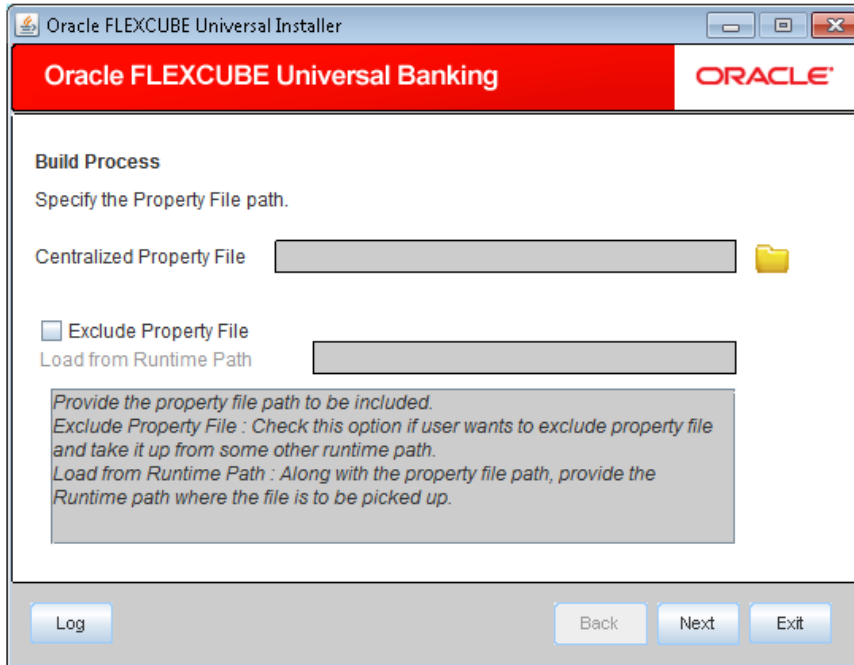 Oracle FLEXCUBE Universal Installer
Oracle FLEXCUBE Universal Banking
ORACLE®
Build Process
Specify the Property File path.
Centralized Property File
Exclude Property File
Load from Runtime Path
Provide the property file path to be included.
Exclude Property File : Check this option if user wants to exclude property file
and take it up from some other runtime path.
Load from Runtime Path : Along with the property file path, provide the
Runtime path where the file is to be picked up.
Log
Back
Next
Exit